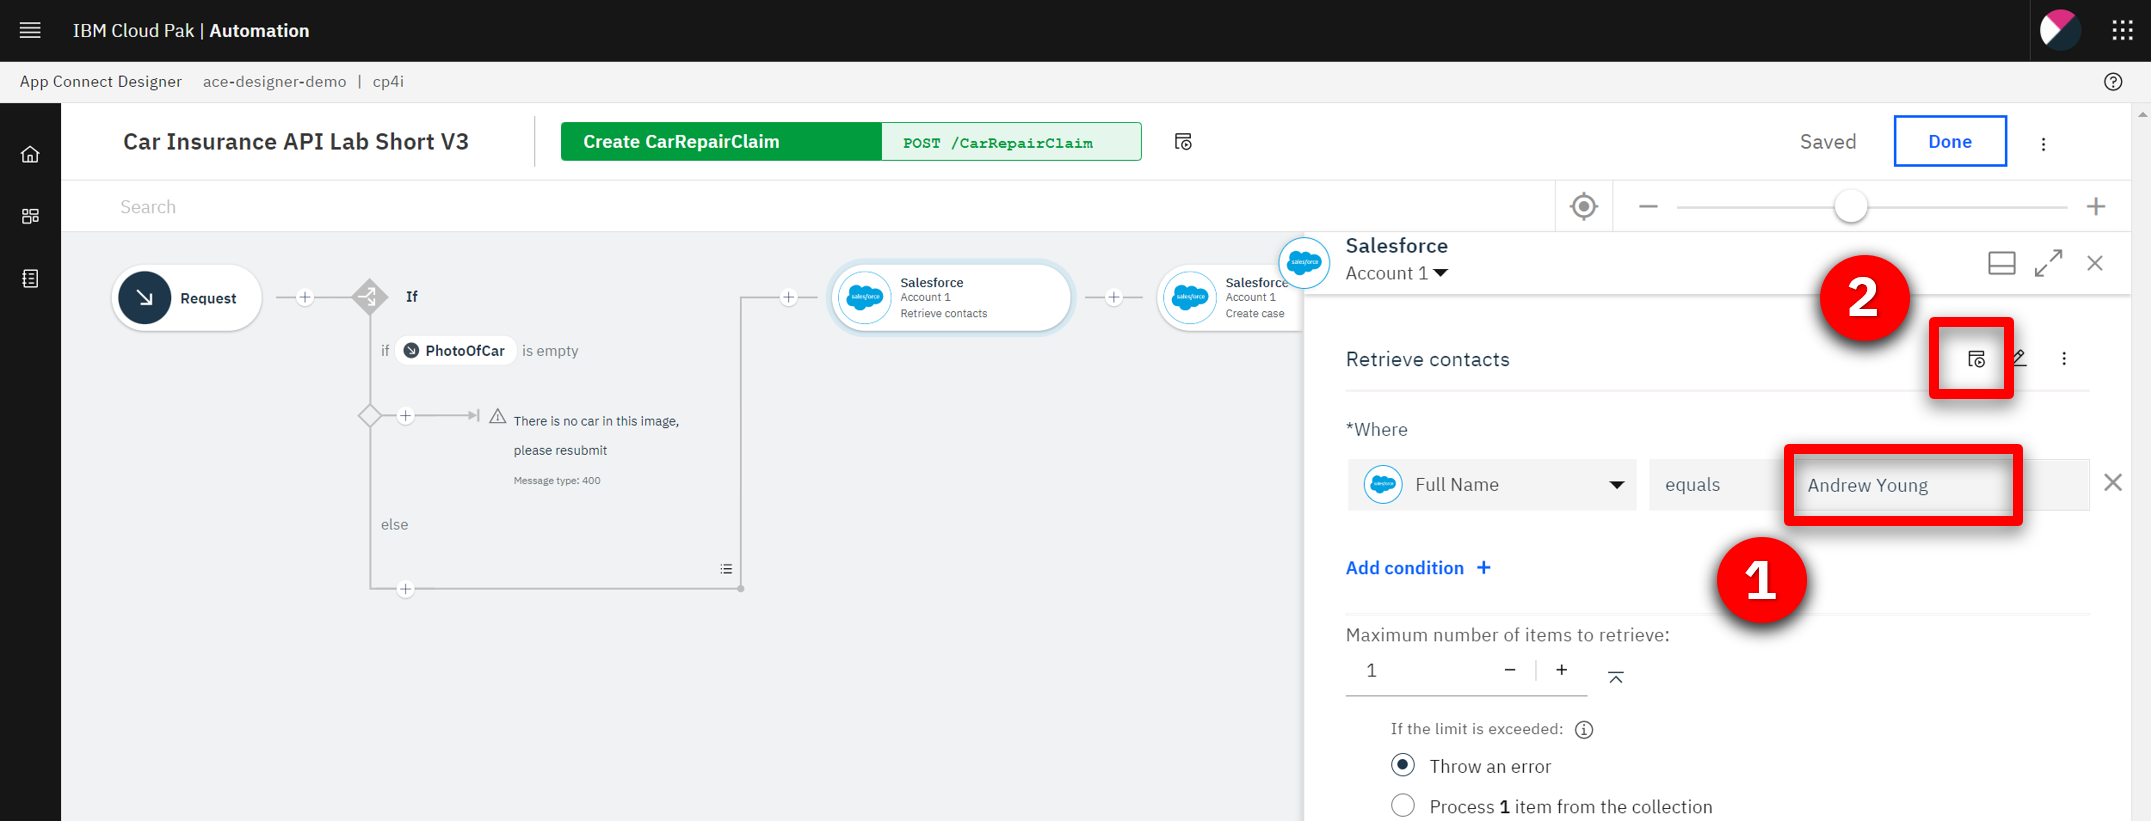 IBM Cloud Pak | Automation
App Connect Designer ace-designer-demo | cp4i
Car Insurance API Lab Short V3
Create CarRepairClaim
POST /CarRepairClaim
Saved
Done
Search
Request
If
if PhotoOfCar is empty
There is no car in this image,
please resubmit
Message type: 400
else
salesforce
Salesforce
Account 1
Retrieve contacts
salesforce
Salesforce
Account 1
Create case
salesforce
Salesforce
Account 1
2
Retrieve contacts
*Where
salesforce
Full Name
equals
Andrew Young
Add condition +
1
Maximum number of items to retrieve:
1
If the limit is exceeded:
Throw an error
Process 1 item from the collection